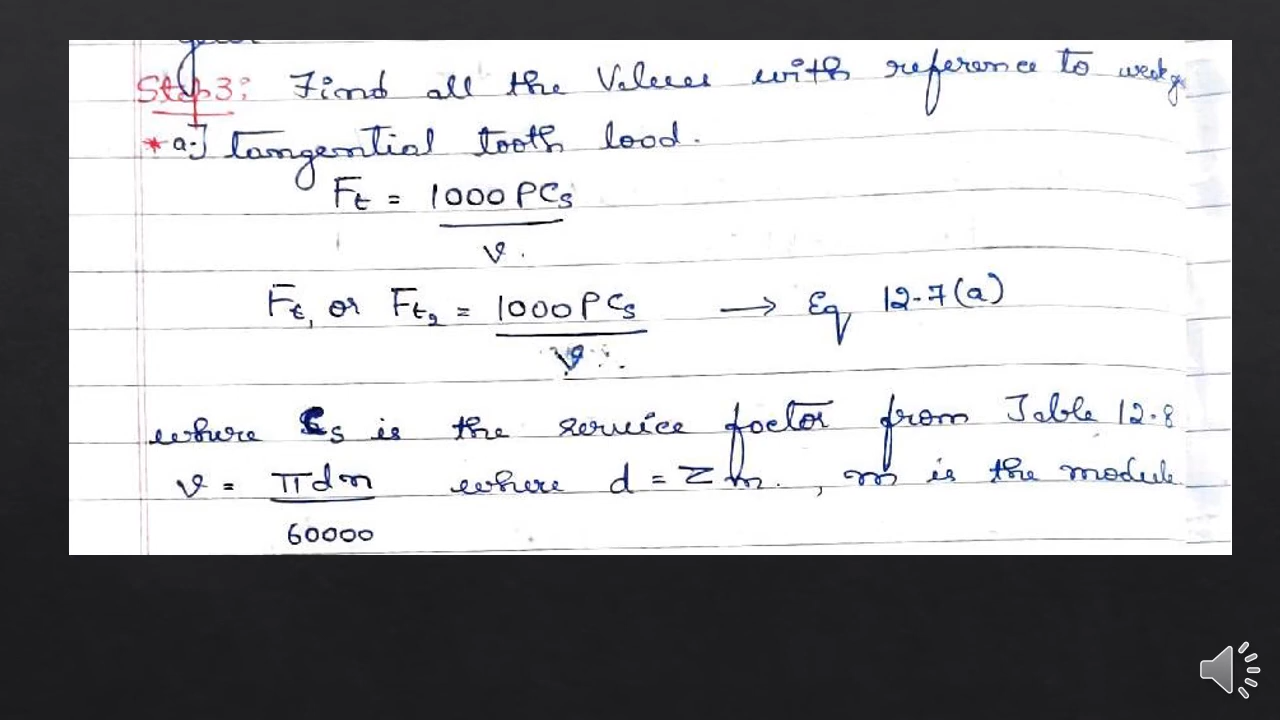 Step 3: Find all the Values with reference to
* a-] tangential tooth load.
Ft = 1000 PCs
v.
Ft1 or Ft2 = 1000 PCs → Eq 12.7(a)
v
where Cs is the service factor from Table 12.8
v = πdn where d = Zm. , m is the module
60000